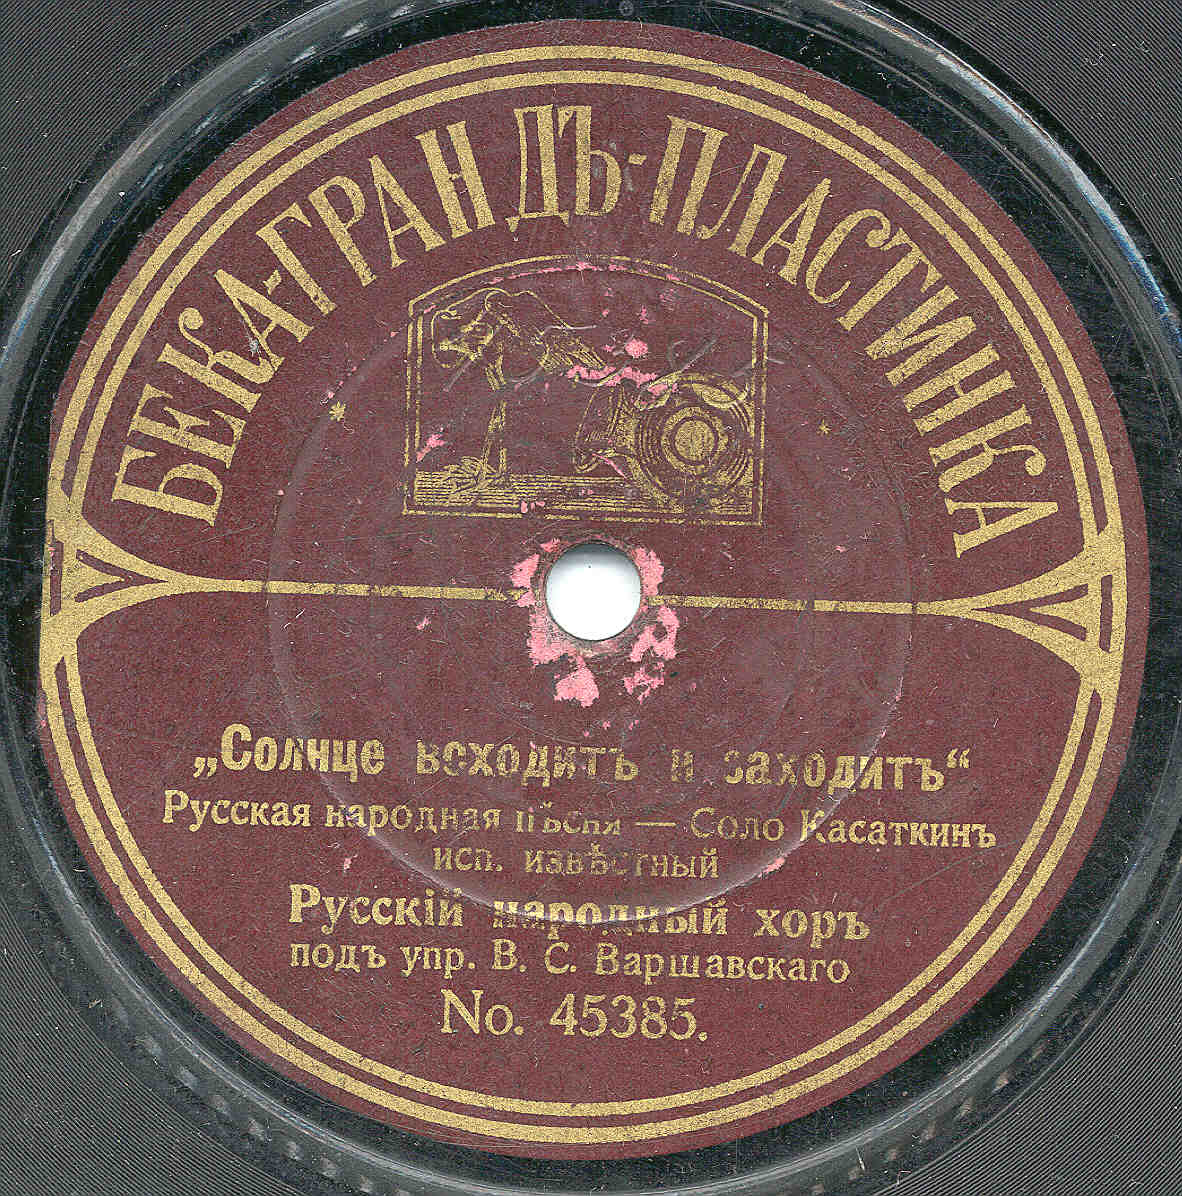 БЕКА-ГРАНДЪ-ПЛАСТИНКА
„Солнце всходитъ и заходитъ“
Русская народная пѣсня — Соло Касаткинъ
исп. извѣстный
Русскій народный хоръ
подъ упр. В. С. Варшавскаго
No. 45385.